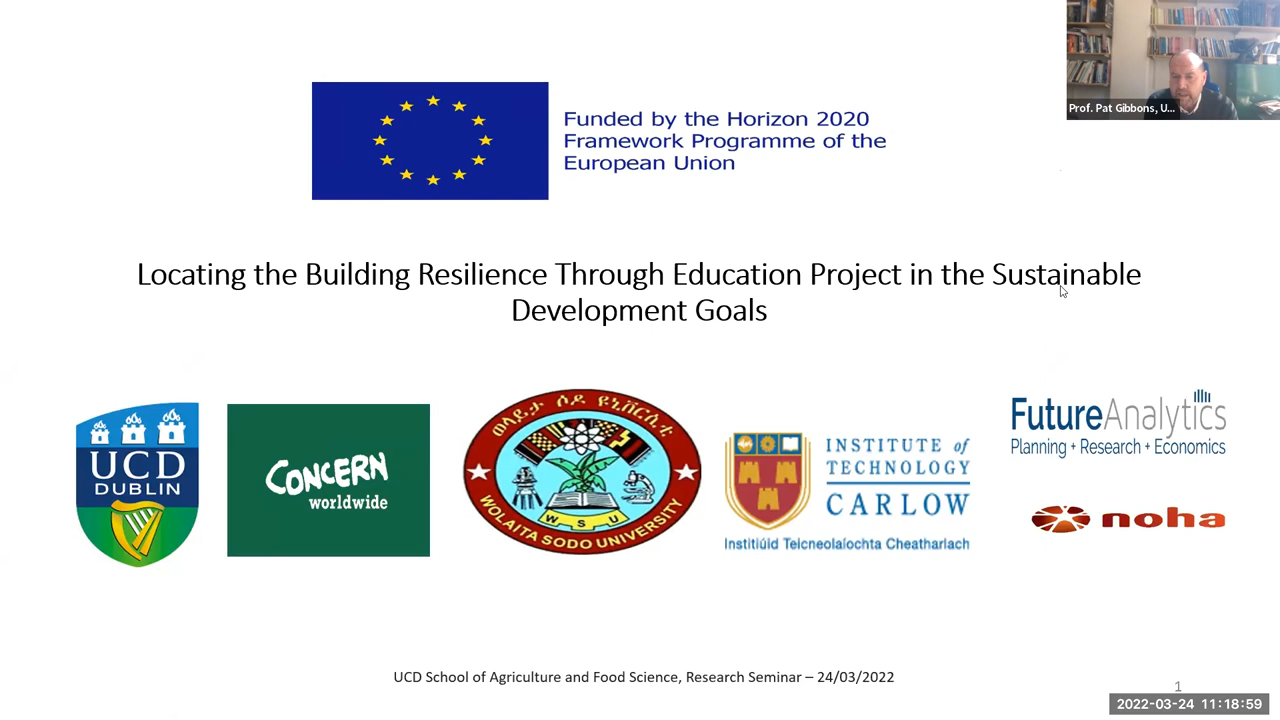 Prof. Pat Gibbons, U...
Funded by the Horizon 2020
Framework Programme of the
European Union
Locating the Building Resilience Through Education Project in the Sustainable
Development Goals
UCD
DUBLIN
CONCERN
worldwide
ወላይታ ሶዶ ዩኒቨርሲቲ
W S U
WOLAITA SODO UNIVERSITY
INSTITUTE of
TECHNOLOGY
CARLOW
Institiúid Teicneolaíochta Cheatharlach
FutureAnalytics
Planning + Research + Economics
noha
UCD School of Agriculture and Food Science, Research Seminar – 24/03/2022
1
2022-03-24 11:18:59